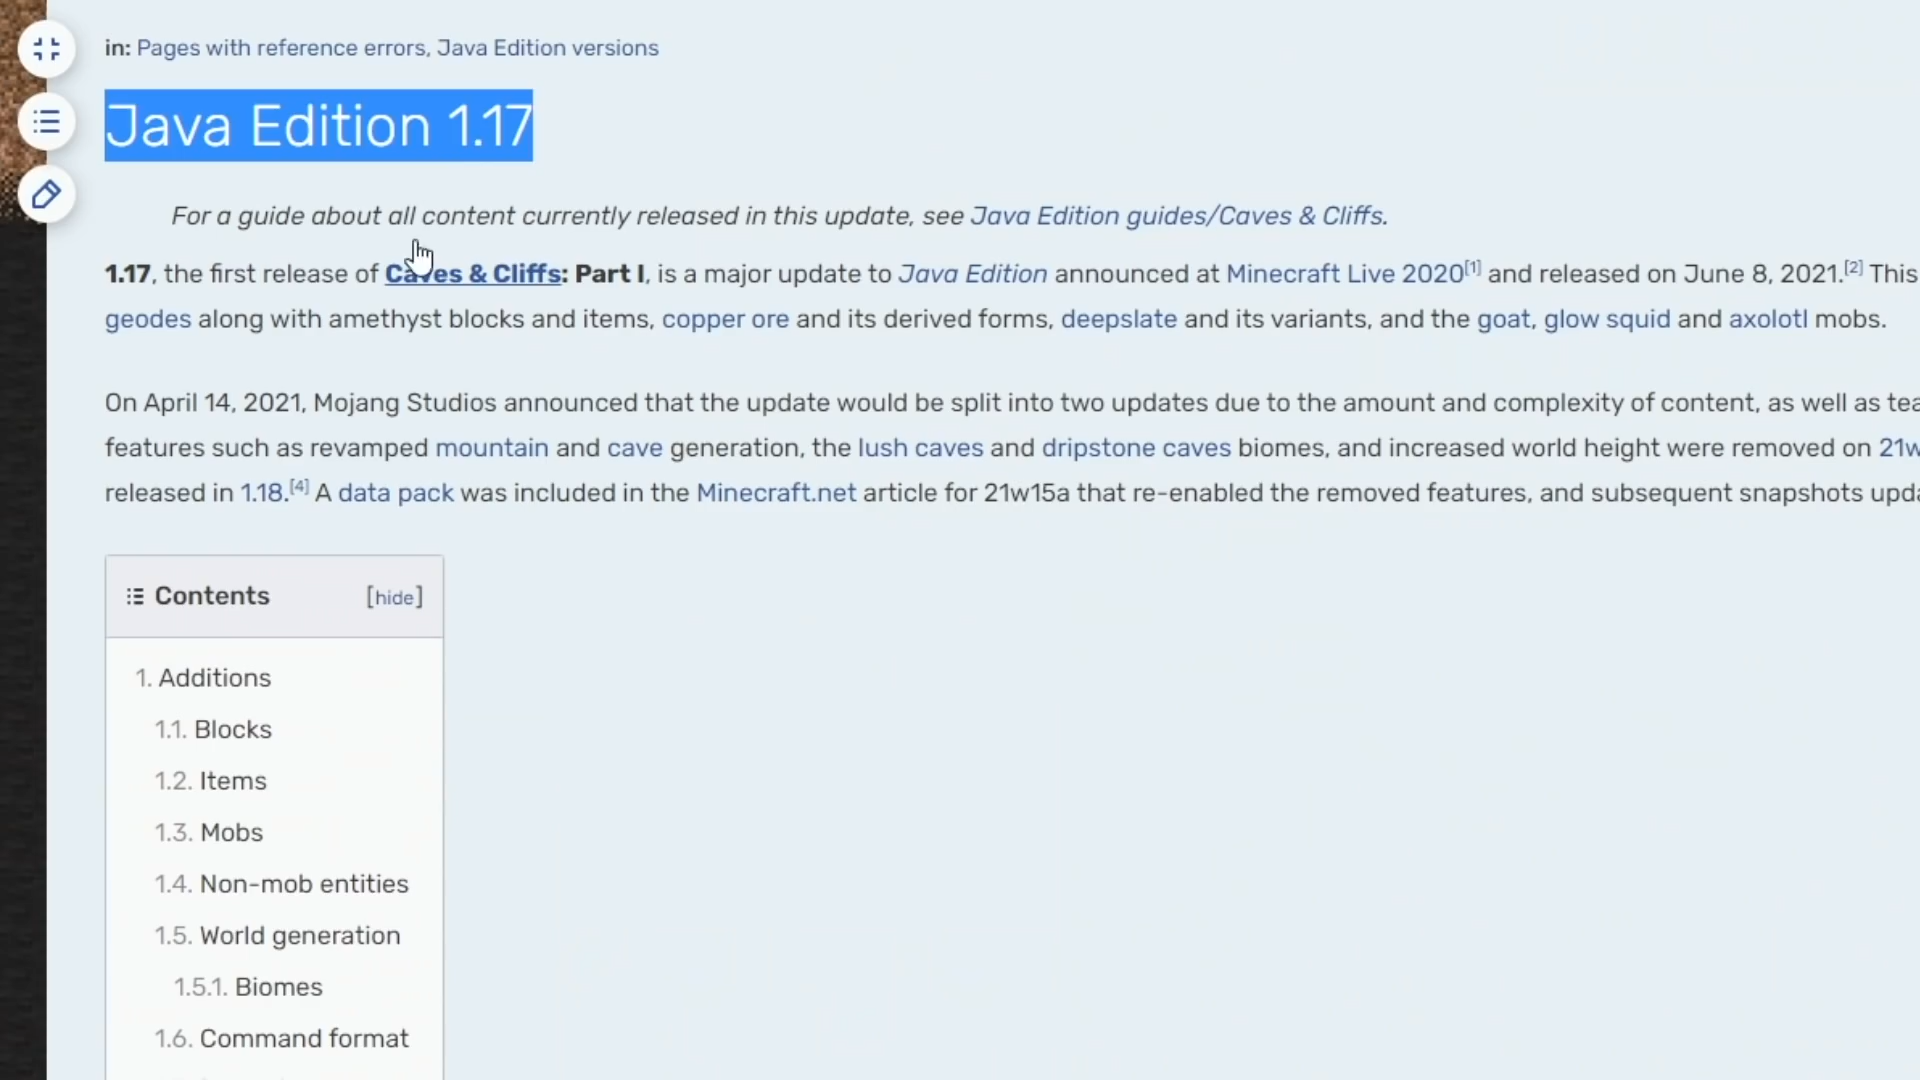 in: Pages with reference errors, Java Edition versions
Java Edition 1.17
For a guide about all content currently released in this update, see Java Edition guides/Caves & Cliffs.
1.17, the first release of Caves & Cliffs: Part I, is a major update to Java Edition announced at Minecraft Live 2020[1] and released on June 8, 2021.[2] This
geodes along with amethyst blocks and items, copper ore and its derived forms, deepslate and its variants, and the goat, glow squid and axolotl mobs.
On April 14, 2021, Mojang Studios announced that the update would be split into two updates due to the amount and complexity of content, as well as
features such as revamped mountain and cave generation, the lush caves and dripstone caves biomes, and increased world height were removed on
released in 1.18.[4] A data pack was included in the Minecraft.net article for 21w15a that re-enabled the removed features, and subsequent snapshots
Contents [hide]
1. Additions
1.1. Blocks
1.2. Items
1.3. Mobs
1.4. Non-mob entities
1.5. World generation
1.5.1. Biomes
1.6. Command format